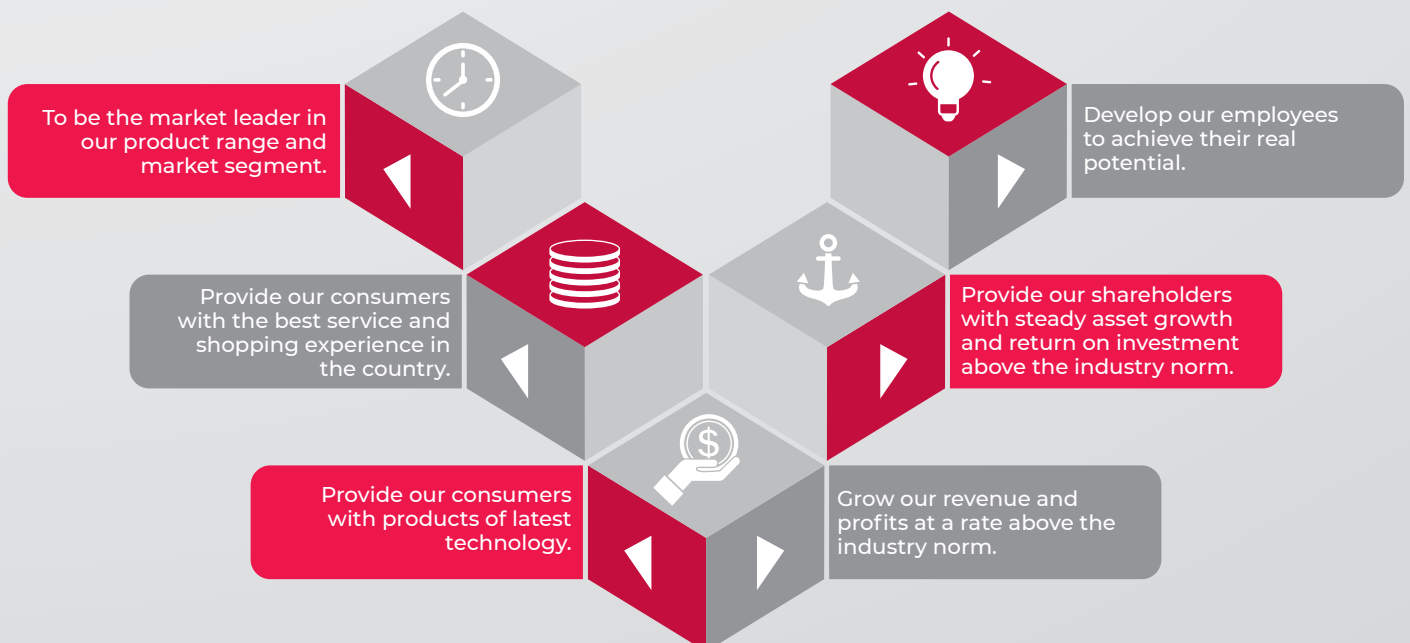 To be the market leader in
our product range and
market segment.
Develop our employees
to achieve their real
potential.
Provide our consumers
with the best service and
shopping experience in
the country.
Provide our shareholders
with steady asset growth
and return on investment
above the industry norm.
$
Provide our consumers
with products of latest
technology.
Grow our revenue and
profits at a rate above the
industry norm.